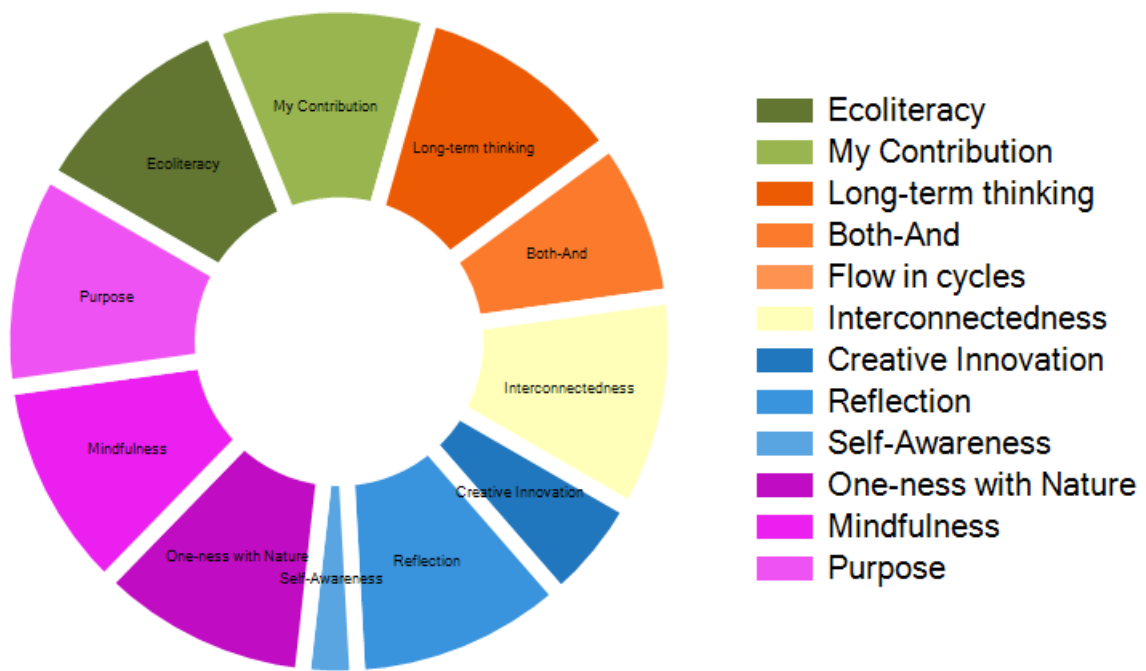 My Contribution
Long-term thinking
Ecoliteracy
Both-And
Purpose
Interconnectedness
Mindfulness
Creative Innovation
One-ness with Nature
Reflection
Self-Awareness
Ecoliteracy
My Contribution
Long-term thinking
Both-And
Flow in cycles
Interconnectedness
Creative Innovation
Reflection
Self-Awareness
One-ness with Nature
Mindfulness
Purpose